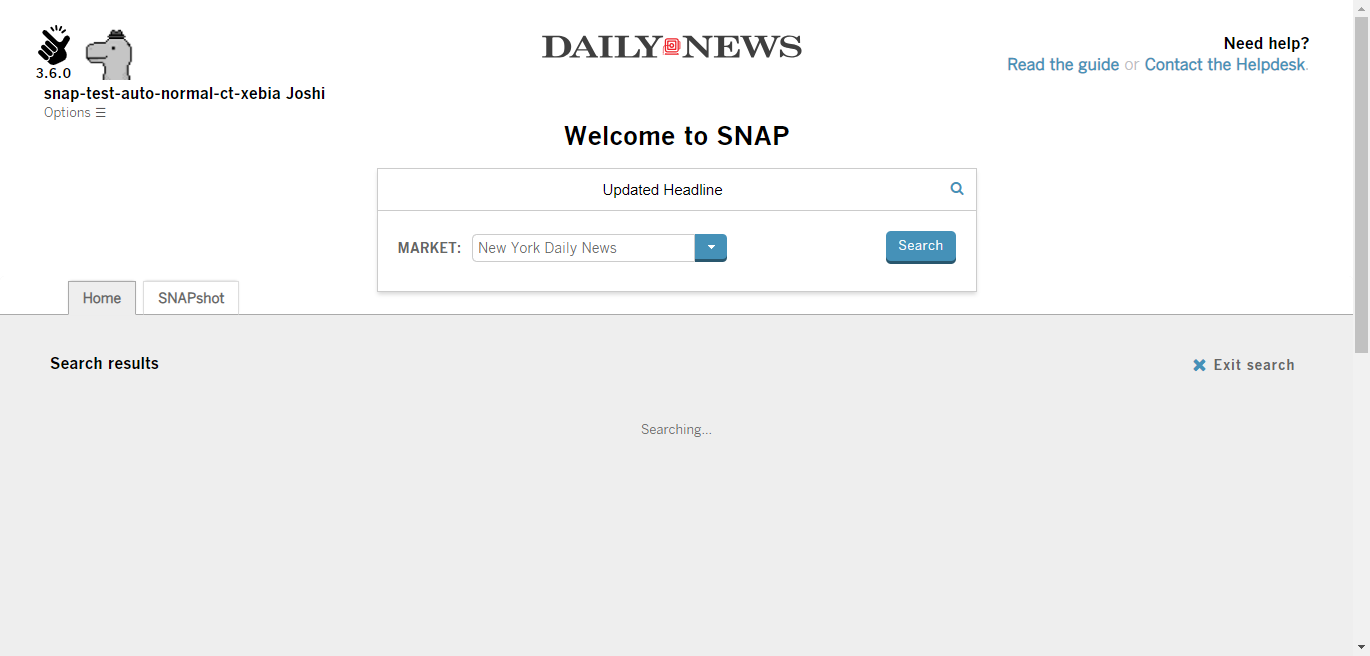 3.6.0
snap-test-auto-normal-ct-xebia Joshi
Options ☰
DAILY NEWS
Need help?
Read the guide or Contact the Helpdesk.
Welcome to SNAP
Updated Headline
MARKET: New York Daily News
Search
Home
SNAPshot
Search results
Exit search
Searching...